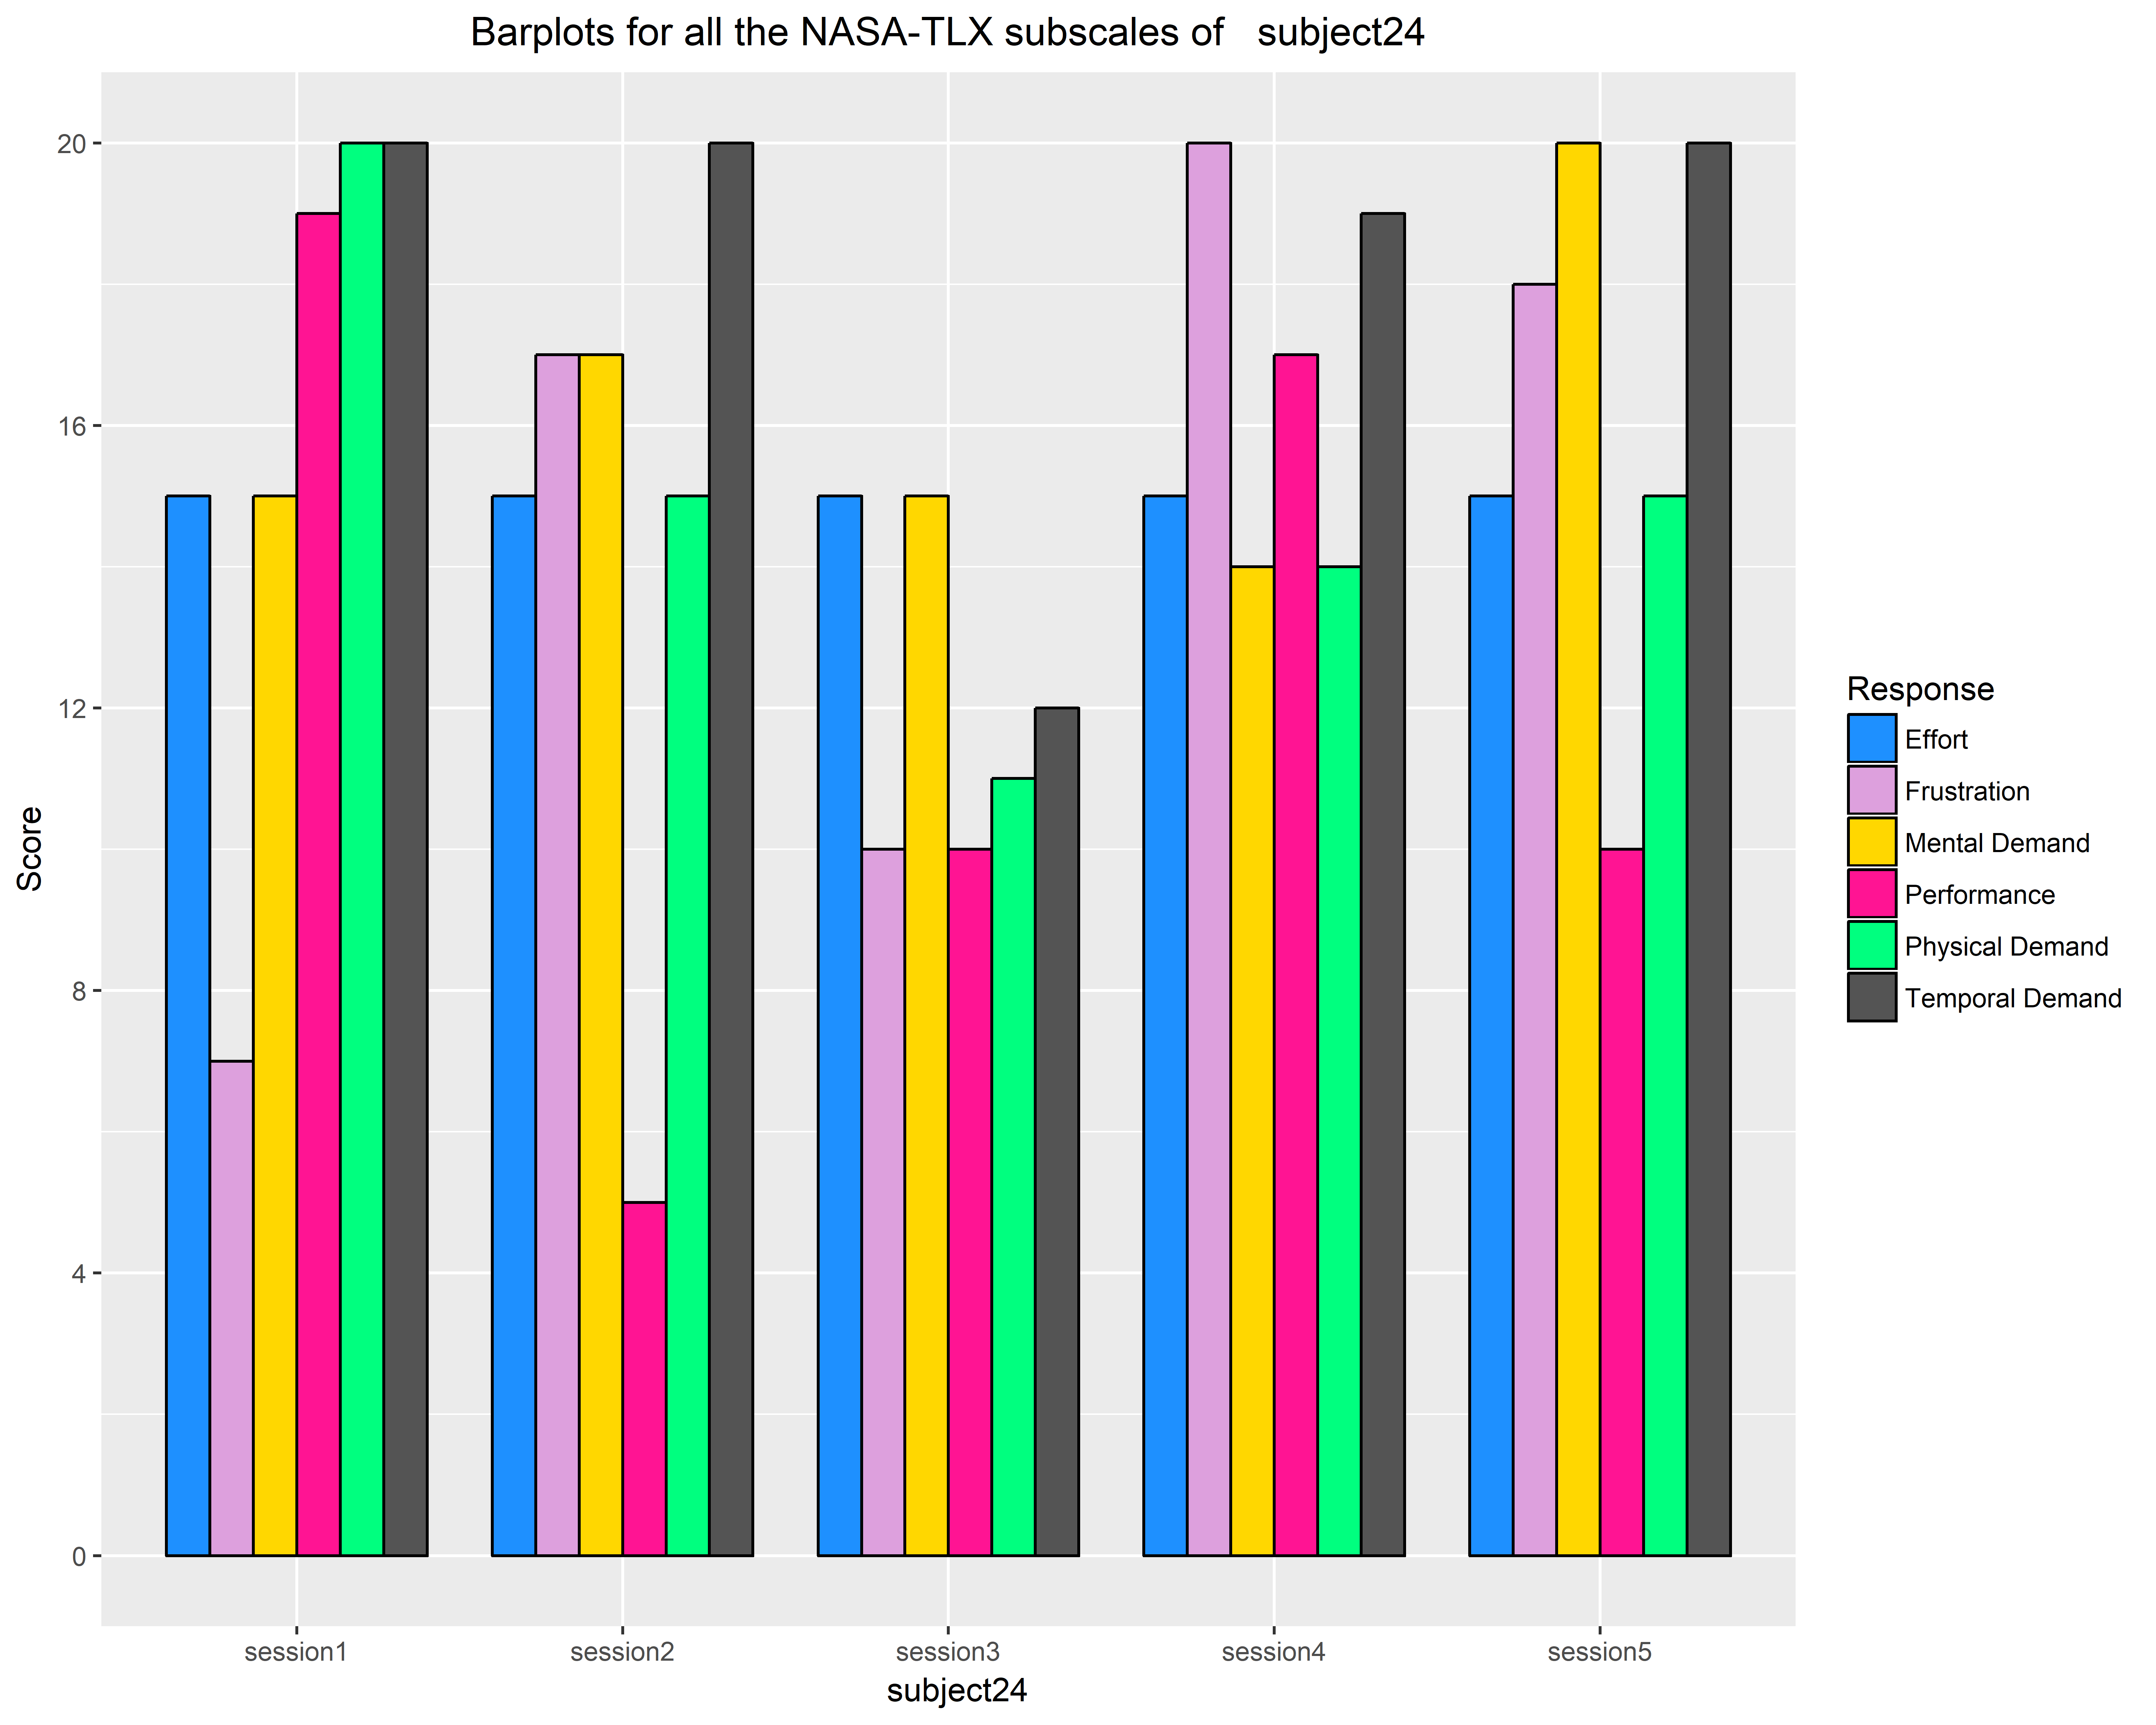 Barplots for all the NASA-TLX subscales of   subject24
Score
20
16
12
8
4
0
session1 session2 session3 session4 session5
subject24
Response
Effort
Frustration
Mental Demand
Performance
Physical Demand
Temporal Demand